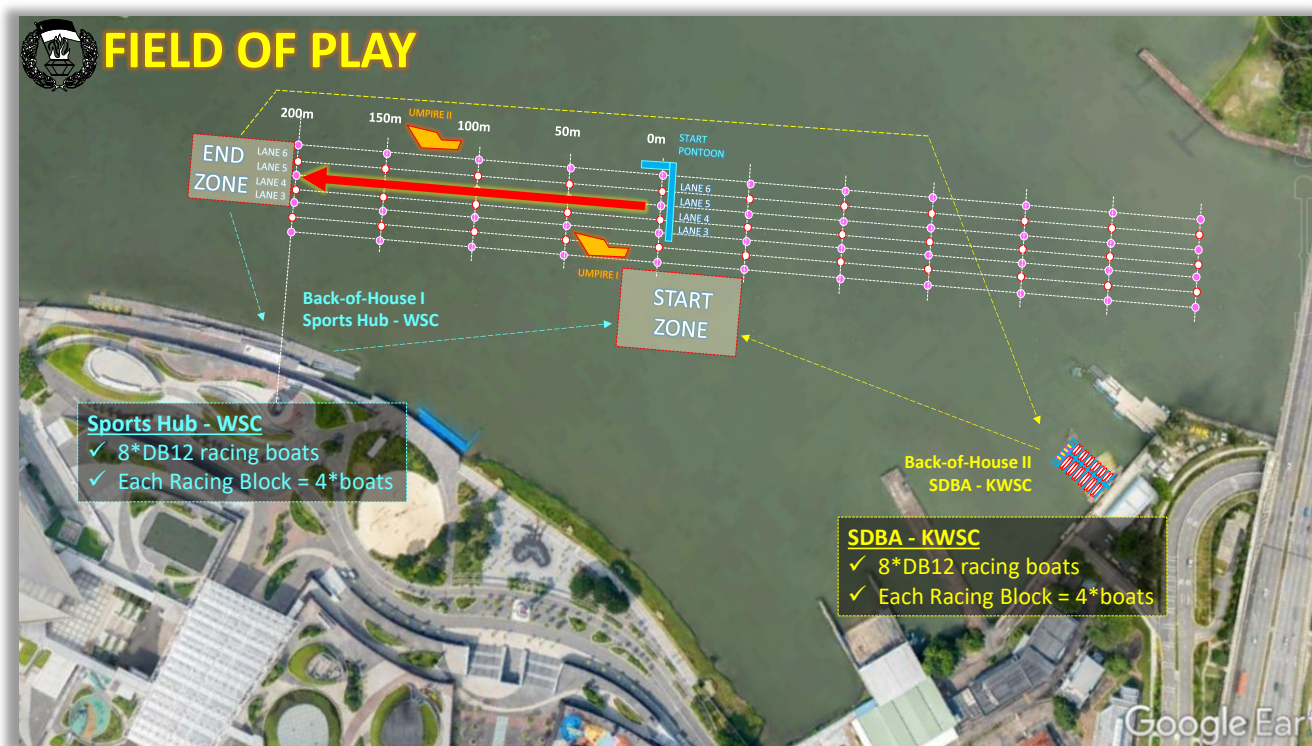 FIELD OF PLAY
200m
150m
UMPIRE II
100m
50m
0m
START
PONTOON
END
ZONE
LANE 6
LANE 5
LANE 4
LANE 3
LANE 6
LANE 5
LANE 4
LANE 3
UMPIRE I
START
ZONE
Back-of-House I
Sports Hub - WSC
Sports Hub - WSC
✓ 8*DB12 racing boats
✓ Each Racing Block = 4*boats
Back-of-House II
SDBA - KWSC
SDBA - KWSC
✓ 8*DB12 racing boats
✓ Each Racing Block = 4*boats
Google Eart